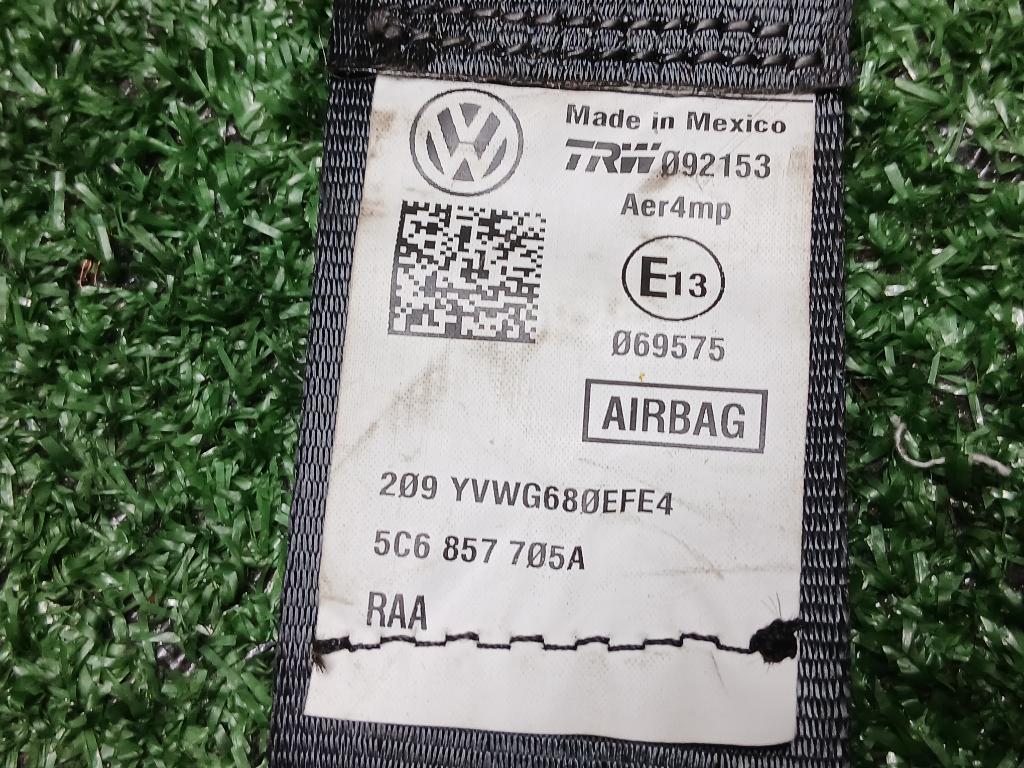 Made in Mexico
TRW Ø92153
Aer4mp
E13
Ø69575
AIRBAG
2Ø9 YVWG68ØEFE4
5C6 857 7Ø5A
RAA